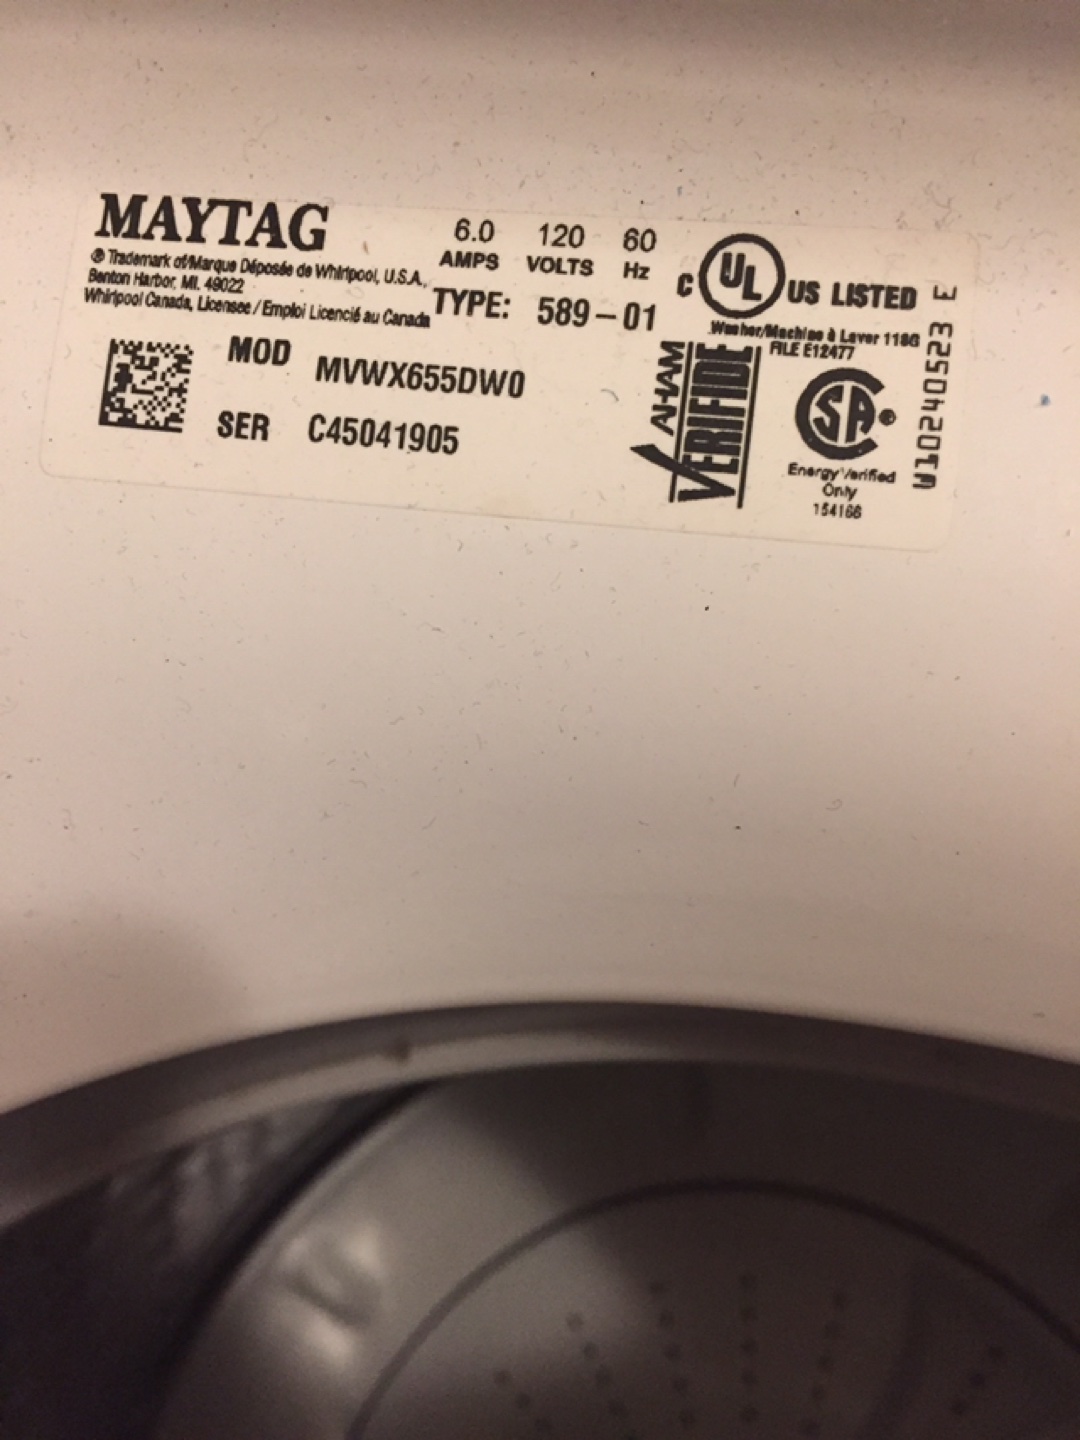 MAYTAG
® Trademark of/Marque Déposée de Whirlpool, U.S.A.,
Benton Harbor, MI. 49022
Whirlpool Canada, Licensee / Emploi Licencié au Canada
6.0 120 60
AMPS VOLTS Hz
TYPE: 589-01
MOD MVWX655DW0
SER C45041905
C UL US LISTED
Washer/Machine à Laver 118G
FILE E12477
AHAM
VERIFIDE
SA ®
Energy Verified
Only
154166
W10240523 E